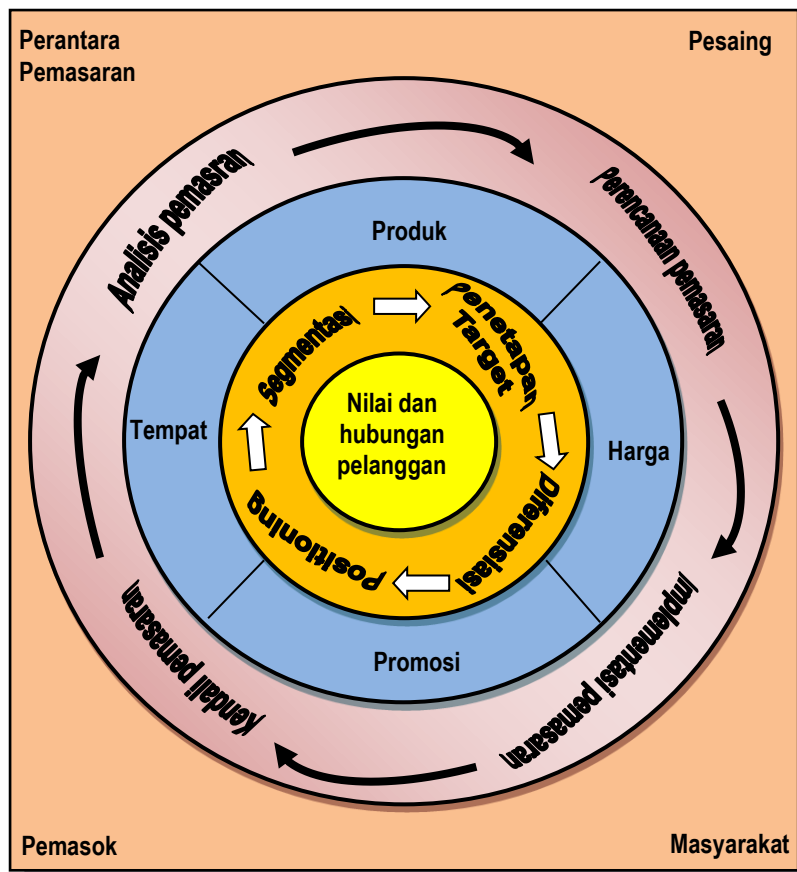 Perantara
Pemasaran
Pesaing
Analisis pemasran
Perencanaan pemasaran
Produk
Segmentasi
Penetapan
Target
Nilai dan
hubungan
pelanggan
Tempat
Harga
Positioning
Diferensiasi
Kendali pemasaran
Implementasi pemasaran
Promosi
Pemasok
Masyarakat